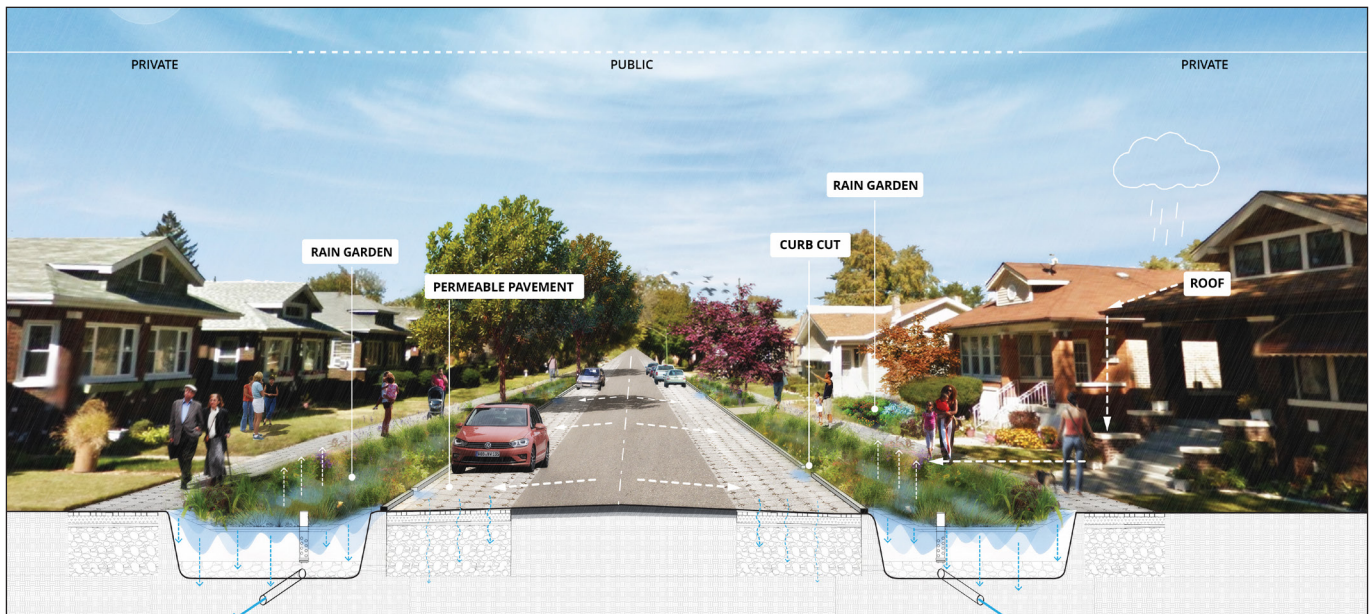 PRIVATE
PUBLIC
PRIVATE
RAIN GARDEN
CURB CUT
RAIN GARDEN
PERMEABLE PAVEMENT
ROOF